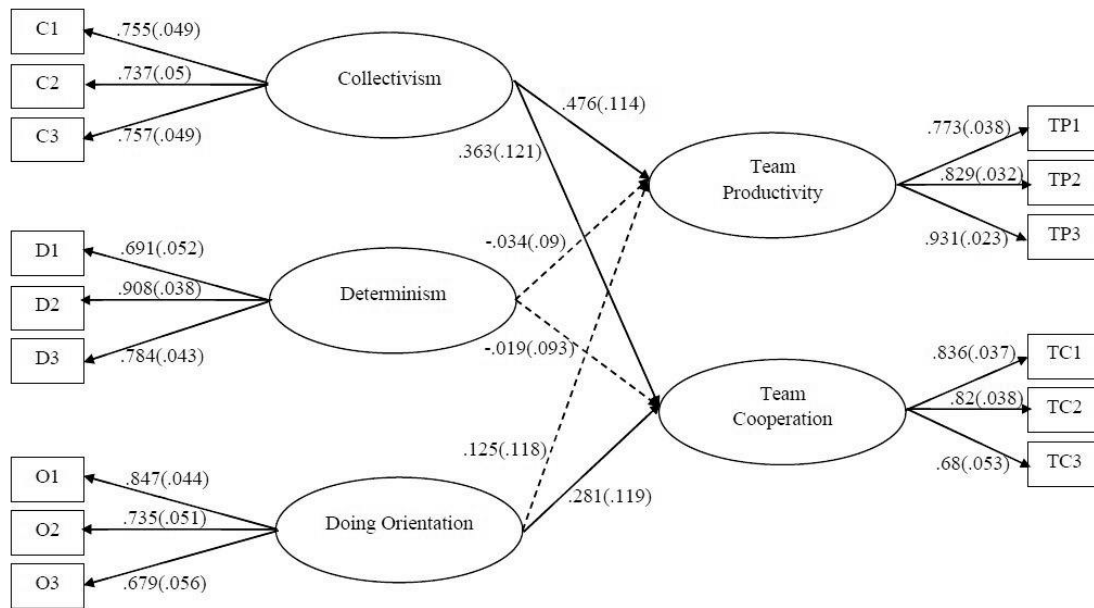 C1
.755(.049)
C2
.737(.05)
C3
.757(.049)
Collectivism
.476(.114)
.363(.121)
D1
.691(.052)
D2
.908(.038)
D3
.784(.043)
Determinism
-.034(.09)
-.019(.093)
O1
.847(.044)
O2
.735(.051)
O3
.679(.056)
Doing Orientation
.125(.118)
.281(.119)
Team
Productivity
.773(.038)
TP1
.829(.032)
TP2
.931(.023)
TP3
Team
Cooperation
.836(.037)
TC1
.82(.038)
TC2
.68(.053)
TC3